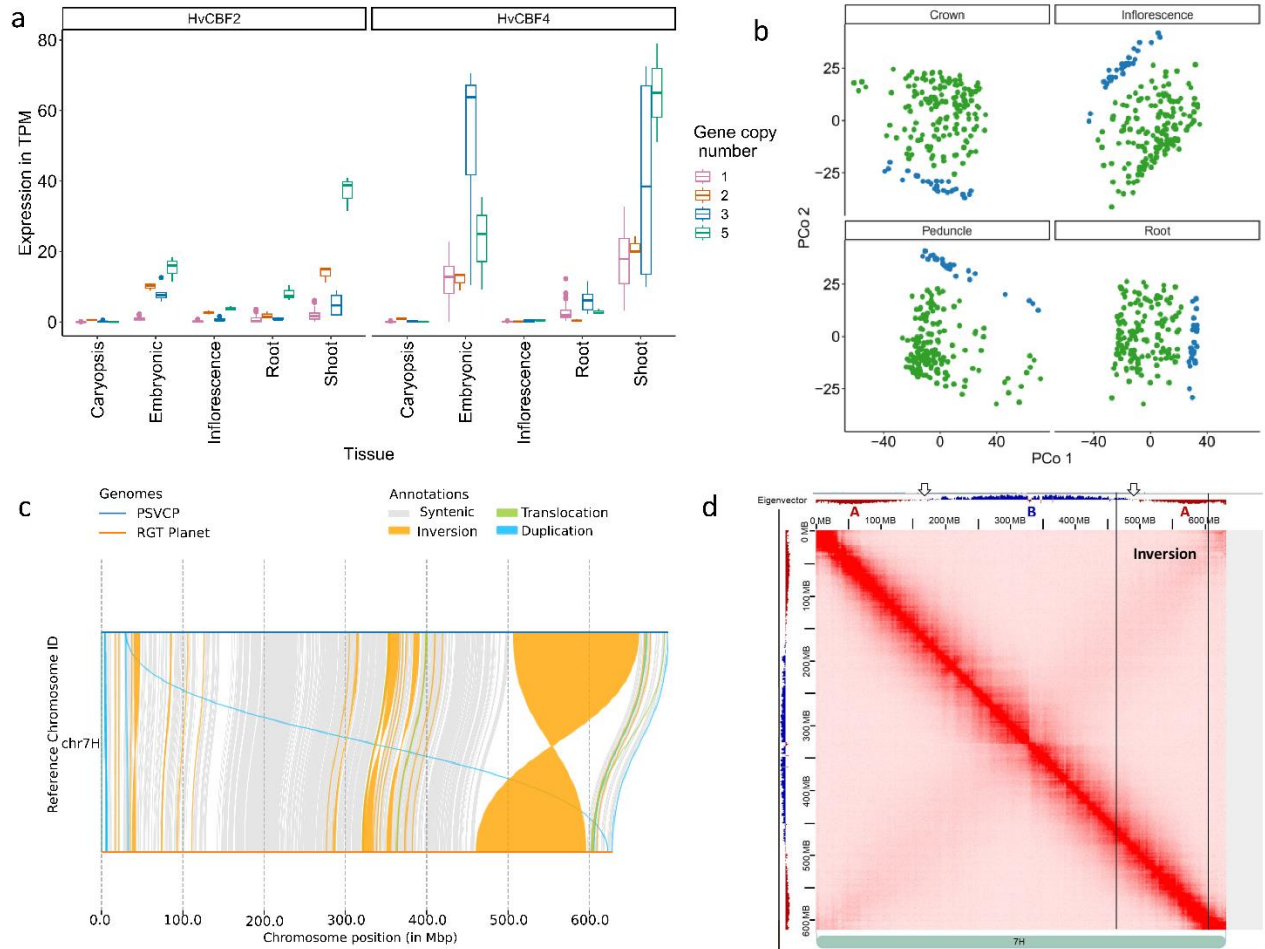 a
HvCBF2 HvCBF4
Expression in TPM
80
60
40
20
0
Caryopsis Embryonic Inflorescence Root Shoot Caryopsis Embryonic Inflorescence Root Shoot
Tissue
Gene copy
number
1
2
3
5
b
Crown Inflorescence
25
0
−25
Peduncle Root
25
0
−25
PCo 2
−40 0 40 −40 0 40
PCo 1
c
Genomes
PSVCP
RGT Planet
Annotations
Syntenic
Inversion
Translocation
Duplication
Reference Chromosome ID
chr7H
0.0 100.0 200.0 300.0 400.0 500.0 600.0
Chromosome position (in Mbp)
d
Eigenvector
A B A
0 MB 100 MB 200 MB 300 MB 400 MB 500 MB 600 MB
Inversion
0 MB
100 MB
200 MB
300 MB
400 MB
500 MB
600 MB
7H